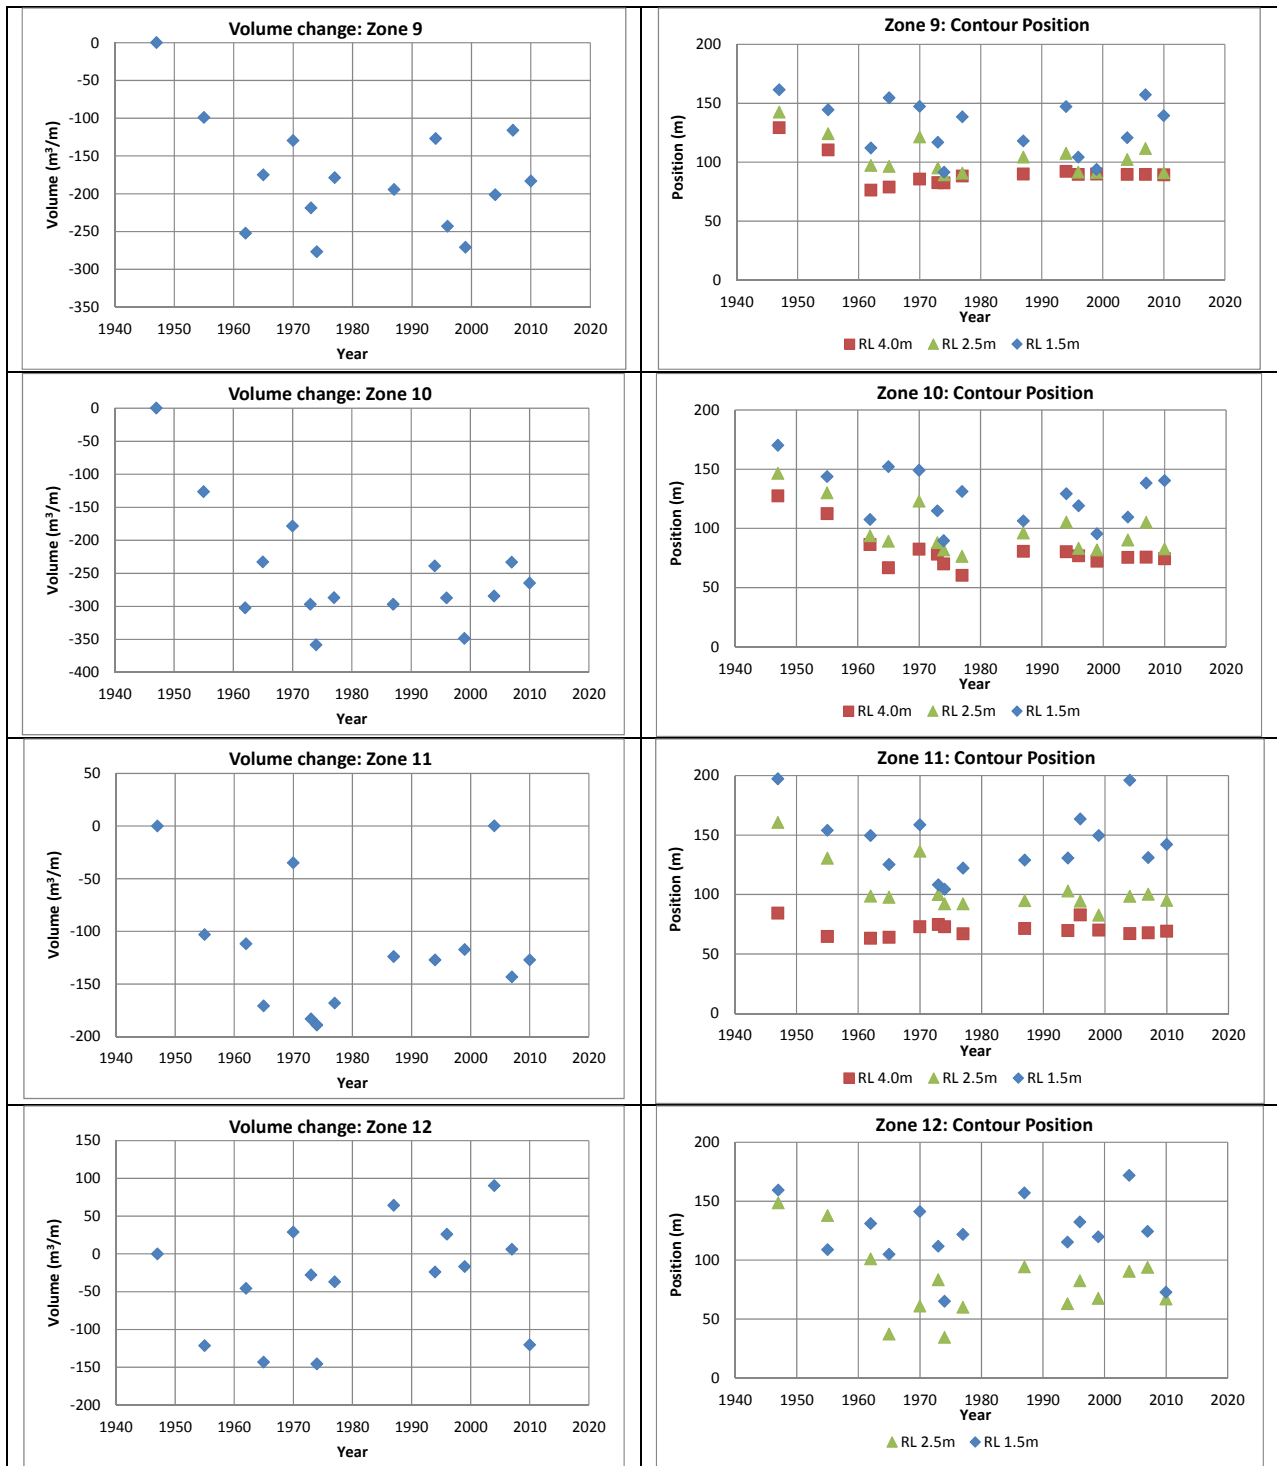 Volume change: Zone 9
0
-50
-100
-150
-200
-250
-300
-350
Volume (m³/m)
1940 1950 1960 1970 1980 1990 2000 2010 2020
Year
Zone 9: Contour Position
200
150
100
50
0
Position (m)
1940 1950 1960 1970 1980 1990 2000 2010 2020
Year
RL 4.0m RL 2.5m RL 1.5m
Volume change: Zone 10
0
-50
-100
-150
-200
-250
-300
-350
-400
Volume (m³/m)
1940 1950 1960 1970 1980 1990 2000 2010 2020
Year
Zone 10: Contour Position
200
150
100
50
0
Position (m)
1940 1950 1960 1970 1980 1990 2000 2010 2020
Year
RL 4.0m RL 2.5m RL 1.5m
Volume change: Zone 11
50
0
-50
-100
-150
-200
Volume (m³/m)
1940 1950 1960 1970 1980 1990 2000 2010 2020
Year
Zone 11: Contour Position
200
150
100
50
0
Position (m)
1940 1950 1960 1970 1980 1990 2000 2010 2020
Year
RL 4.0m RL 2.5m RL 1.5m
Volume change: Zone 12
150
100
50
0
-50
-100
-150
-200
Volume (m³/m)
1940 1950 1960 1970 1980 1990 2000 2010 2020
Year
Zone 12: Contour Position
200
150
100
50
0
Position (m)
1940 1950 1960 1970 1980 1990 2000 2010 2020
Year
RL 2.5m RL 1.5m